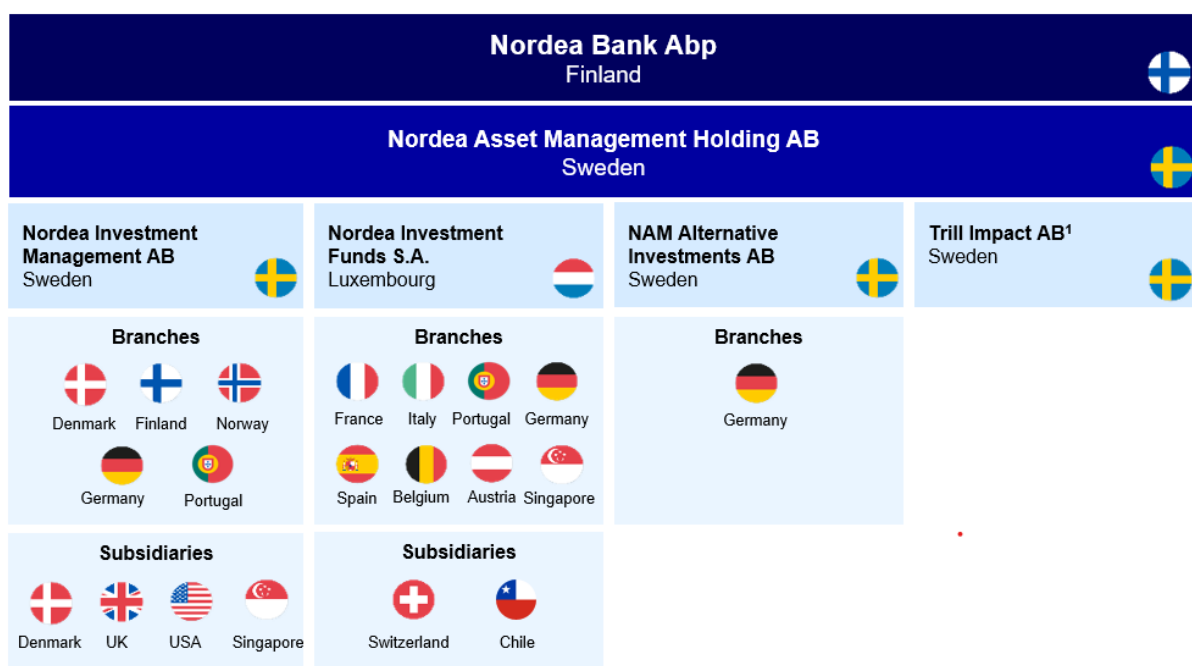 Nordea Bank Abp
Finland
Nordea Asset Management Holding AB
Sweden
Nordea Investment
Management AB
Sweden
Nordea Investment
Funds S.A.
Luxembourg
NAM Alternative
Investments AB
Sweden
Trill Impact AB¹
Sweden
Branches
Denmark Finland Norway
Germany Portugal
Branches
France Italy Portugal Germany
Spain Belgium Austria Singapore
Branches
Germany
Subsidiaries
Denmark UK USA Singapore
Subsidiaries
Switzerland Chile